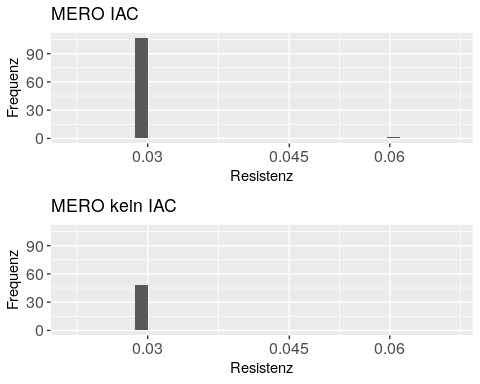 MERO IAC
Frequenz
90
60
30
0
0.03 0.045 0.06
Resistenz
MERO kein IAC
Frequenz
90
60
30
0
0.03 0.045 0.06
Resistenz